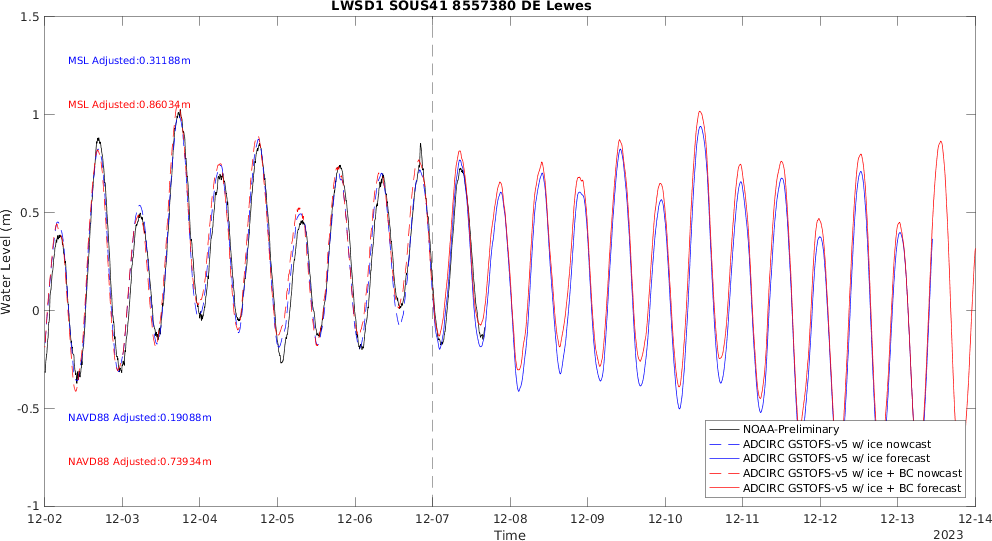 LWSD1 SOUS41 8557380 DE Lewes
1.5
MSL Adjusted:0.31188m
MSL Adjusted:0.86034m
1
0.5
Water Level (m)
0
-0.5
NAVD88 Adjusted:0.19088m
NAVD88 Adjusted:0.73934m
NOAA-Preliminary
ADCIRC GSTOFS-v5 w/ ice nowcast
ADCIRC GSTOFS-v5 w/ ice forecast
ADCIRC GSTOFS-v5 w/ice + BC nowcast
ADCIRC GSTOFS-v5 w/ice + BC forecast
-1
12-02 12-03 12-04 12-05 12-06 12-07 12-08 12-09 12-10 12-11 12-12 12-13 12-14
Time
2023